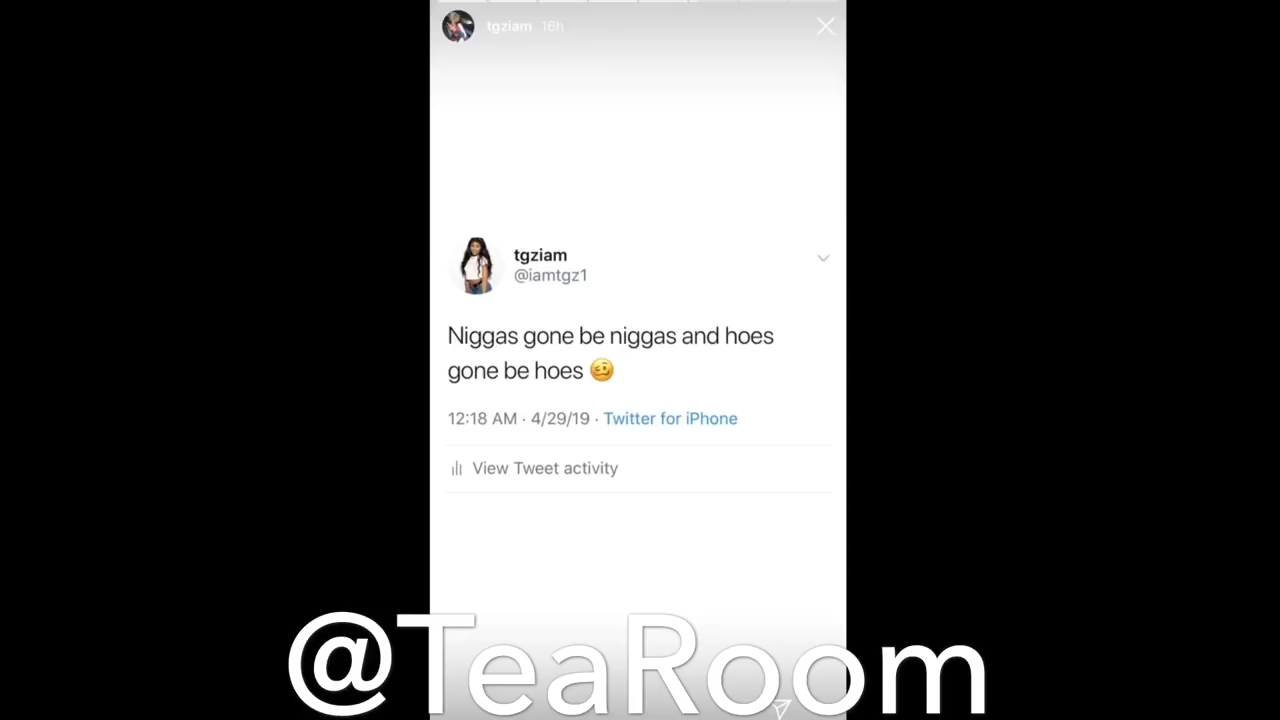 tgziam 16h
tgziam
@iamtgz1
Niggas gone be niggas and hoes
gone be hoes 🥴
12:18 AM · 4/29/19 · Twitter for iPhone
View Tweet activity
@TeaRoom